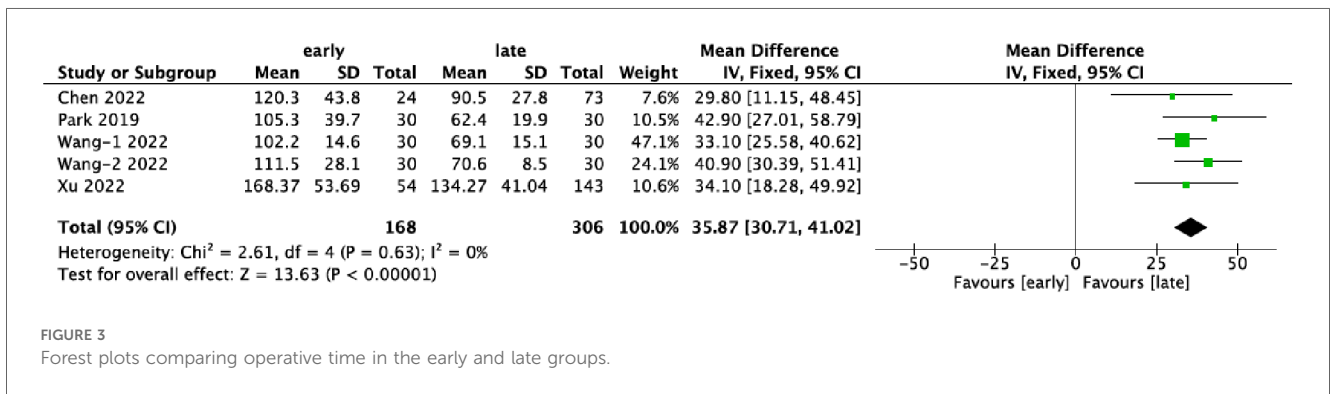 early late Mean Difference Mean Difference
Study or Subgroup Mean SD Total Mean SD Total Weight IV, Fixed, 95% CI IV, Fixed, 95% CI
Chen 2022 120.3 43.8 24 90.5 27.8 73 7.6% 29.80 [11.15, 48.45]
Park 2019 105.3 39.7 30 62.4 19.9 30 10.5% 42.90 [27.01, 58.79]
Wang-1 2022 102.2 14.6 30 69.1 15.1 30 47.1% 33.10 [25.58, 40.62]
Wang-2 2022 111.5 28.1 30 70.6 8.5 30 24.1% 40.90 [30.39, 51.41]
Xu 2022 168.37 53.69 54 134.27 41.04 143 10.6% 34.10 [18.28, 49.92]
Total (95% CI) 168 306 100.0% 35.87 [30.71, 41.02]
Heterogeneity: Chi² = 2.61, df = 4 (P = 0.63); I² = 0%
Test for overall effect: Z = 13.63 (P < 0.00001)
-50 -25 0 25 50
Favours [early] Favours [late]
FIGURE 3
Forest plots comparing operative time in the early and late groups.